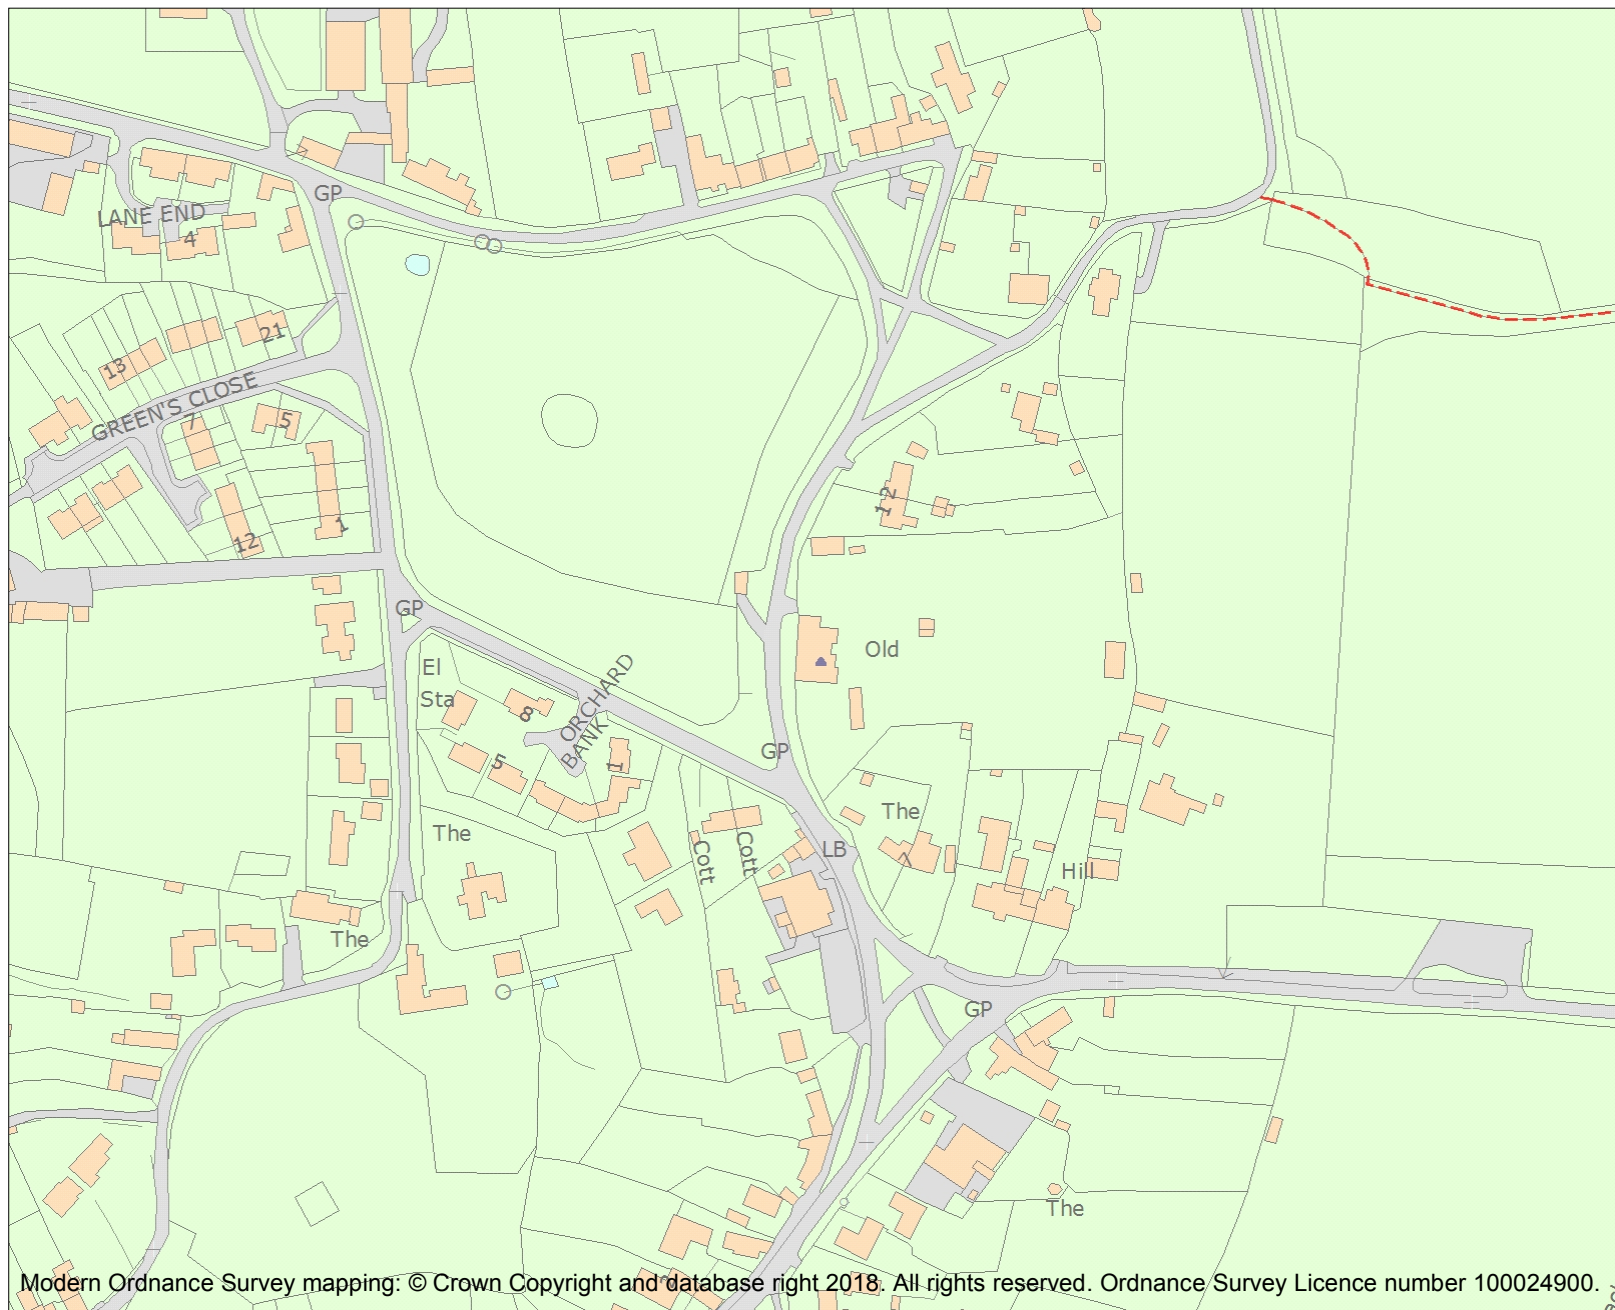 GP
LANE END
4
21
13
GREEN'S CLOSE
7
5
1
12
12
GP
El
Sta
Old
ORCHARD
BANK
8
5
1
GP
The
The
Cott
Cott
LB
Hill
The
GP
The
Modern Ordnance Survey mapping: © Crown Copyright and database right 2018. All rights reserved. Ordnance Survey Licence number 100024900.